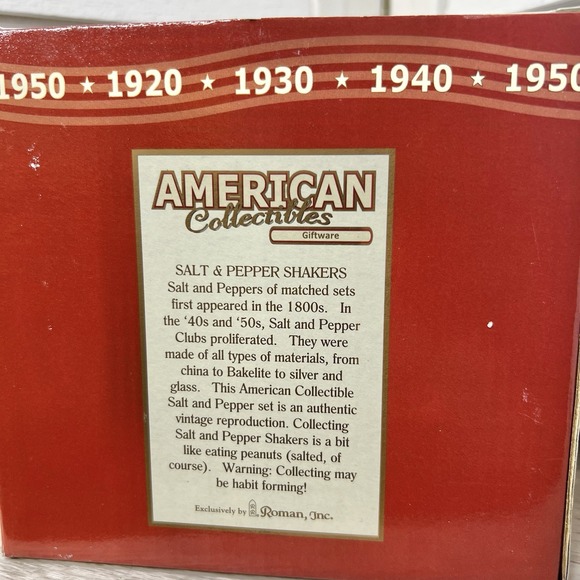 1950 ★ 1920 ★ 1930 ★ 1940 ★ 1950
AMERICAN
Collectibles
Giftware
SALT & PEPPER SHAKERS
Salt and Peppers of matched sets
first appeared in the 1800s. In
the '40s and '50s, Salt and Pepper
Clubs proliferated. They were
made of all types of materials, from
china to Bakelite to silver and
glass. This American Collectible
Salt and Pepper set is an authentic
vintage reproduction. Collecting
Salt and Pepper Shakers is a bit
like eating peanuts (salted, of
course). Warning: Collecting may
be habit forming!
Exclusively by Roman, Inc.